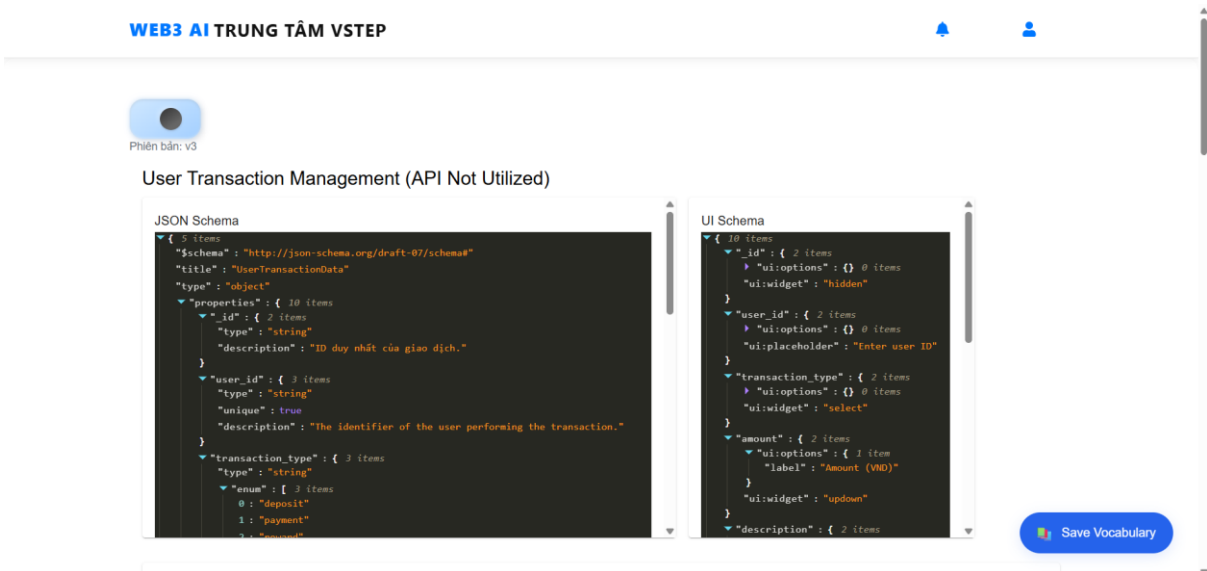 WEB3 AI TRUNG TÂM VSTEP
Phiên bản: v3
User Transaction Management (API Not Utilized)
JSON Schema
{ 5 items
"$schema" : "http://json-schema.org/draft-07/schema#"
"title" : "UserTransactionData"
"type" : "object"
"properties" : { 10 items
"_id" : { 2 items
"type" : "string"
"description" : "ID duy nhất của giao dịch."
}
"user_id" : { 3 items
"type" : "string"
"unique" : true
"description" : "The identifier of the user performing the transaction."
}
"transaction_type" : { 3 items
"type" : "string"
"enum" : [ 3 items
0 : "deposit"
1 : "payment"
2 : "reward"
UI Schema
{ 10 items
"_id" : { 2 items
"ui:options" : {} 0 items
"ui:widget" : "hidden"
}
"user_id" : { 2 items
"ui:options" : {} 0 items
"ui:placeholder" : "Enter user ID"
}
"transaction_type" : { 2 items
"ui:options" : {} 0 items
"ui:widget" : "select"
}
"amount" : { 2 items
"ui:options" : { 1 item
"label" : "Amount (VND)"
}
"ui:widget" : "updown"
}
"description" : { 2 items
Save Vocabulary